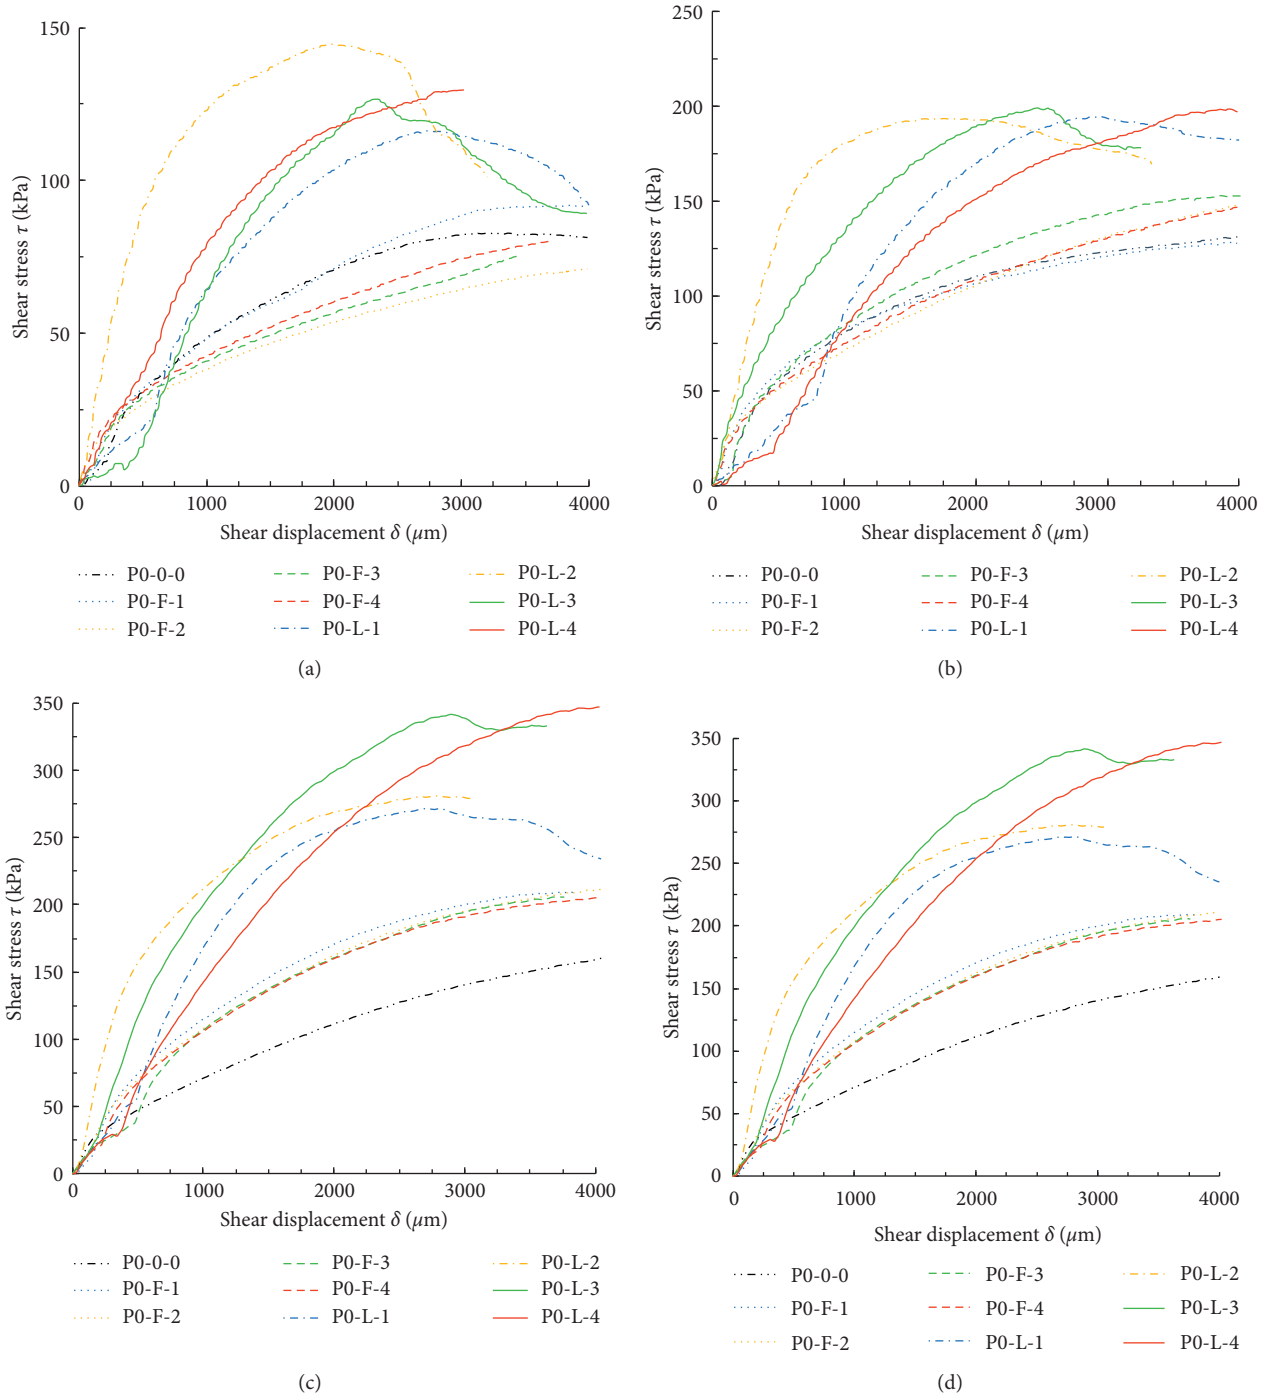 150
100
50
0
Shear stress τ (kPa)
0 1000 2000 3000 4000
Shear displacement δ (μm)
P0-0-0 P0-F-3 P0-L-2
P0-F-1 P0-F-4 P0-L-3
P0-F-2 P0-L-1 P0-L-4
(a)
250
200
150
100
50
0
Shear stress τ (kPa)
0 1000 2000 3000 4000
Shear displacement δ (μm)
P0-0-0 P0-F-3 P0-L-2
P0-F-1 P0-F-4 P0-L-3
P0-F-2 P0-L-1 P0-L-4
(b)
350
300
350
250
200
150
100
50
0
Shear stress τ (kPa)
0 1000 2000 3000 4000
Shear displacement δ (μm)
P0-0-0 P0-F-3 P0-L-2
P0-F-1 P0-F-4 P0-L-3
P0-F-2 P0-L-1 P0-L-4
(c)
350
300
250
200
150
100
50
0
Shear stress τ (kPa)
0 1000 2000 3000 4000
Shear displacement δ (μm)
P0-0-0 P0-F-3 P0-L-2
P0-F-1 P0-F-4 P0-L-3
P0-F-2 P0-L-1 P0-L-4
(d)